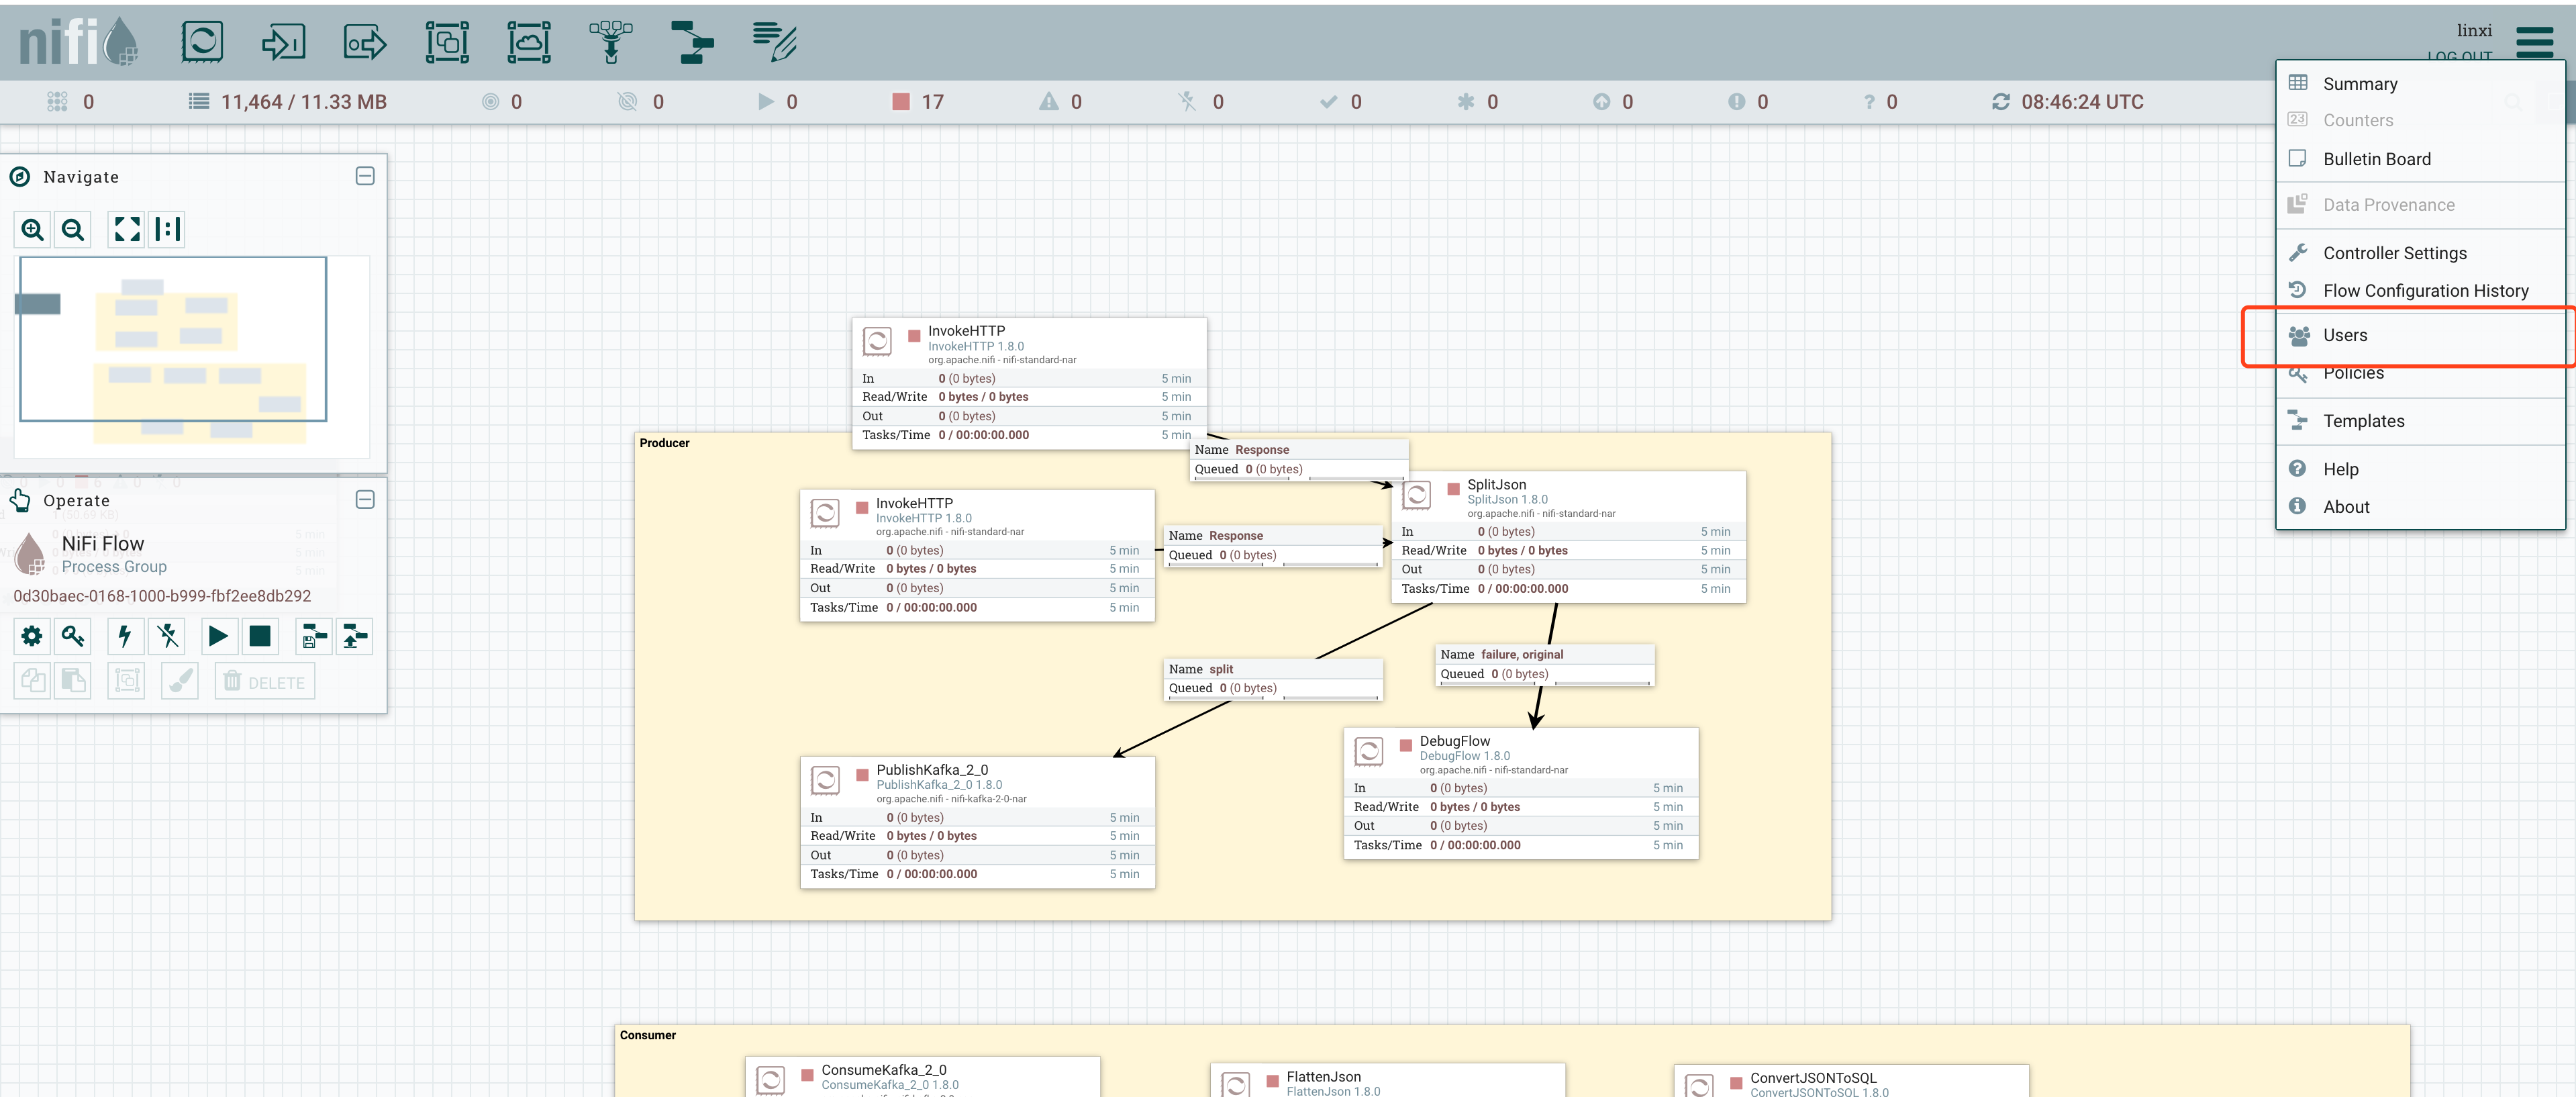 nifi
linxi
LOG OUT
0
11,464 / 11.33 MB
0
0
0
17
0
0
0
0
0
0
? 0
08:46:24 UTC
Summary
23 Counters
Bulletin Board
Data Provenance
Controller Settings
Flow Configuration History
Users
Policies
Templates
Help
About
Navigate
Operate
NiFi Flow
Process Group
0d30baec-0168-1000-b999-fbf2ee8db292
DELETE
InvokeHTTP
InvokeHTTP 1.8.0
org.apache.nifi - nifi-standard-nar
In 0 (0 bytes) 5 min
Read/Write 0 bytes / 0 bytes 5 min
Out 0 (0 bytes) 5 min
Tasks/Time 0 / 00:00:00.000 5 min
Producer
Name Response
Queued 0 (0 bytes)
InvokeHTTP
InvokeHTTP 1.8.0
org.apache.nifi - nifi-standard-nar
In 0 (0 bytes) 5 min
Read/Write 0 bytes / 0 bytes 5 min
Out 0 (0 bytes) 5 min
Tasks/Time 0 / 00:00:00.000 5 min
Name Response
Queued 0 (0 bytes)
SplitJson
SplitJson 1.8.0
org.apache.nifi - nifi-standard-nar
In 0 (0 bytes) 5 min
Read/Write 0 bytes / 0 bytes 5 min
Out 0 (0 bytes) 5 min
Tasks/Time 0 / 00:00:00.000 5 min
Name split
Queued 0 (0 bytes)
Name failure, original
Queued 0 (0 bytes)
PublishKafka_2_0
PublishKafka_2_0 1.8.0
org.apache.nifi - nifi-kafka-2-0-nar
In 0 (0 bytes) 5 min
Read/Write 0 bytes / 0 bytes 5 min
Out 0 (0 bytes) 5 min
Tasks/Time 0 / 00:00:00.000 5 min
DebugFlow
DebugFlow 1.8.0
org.apache.nifi - nifi-standard-nar
In 0 (0 bytes) 5 min
Read/Write 0 bytes / 0 bytes 5 min
Out 0 (0 bytes) 5 min
Tasks/Time 0 / 00:00:00.000 5 min
Consumer
ConsumeKafka_2_0
ConsumeKafka_2_0 1.8.0
FlattenJson
FlattenJson 1.8.0
ConvertJSONToSQL
ConvertJSONToSQL 1.8.0